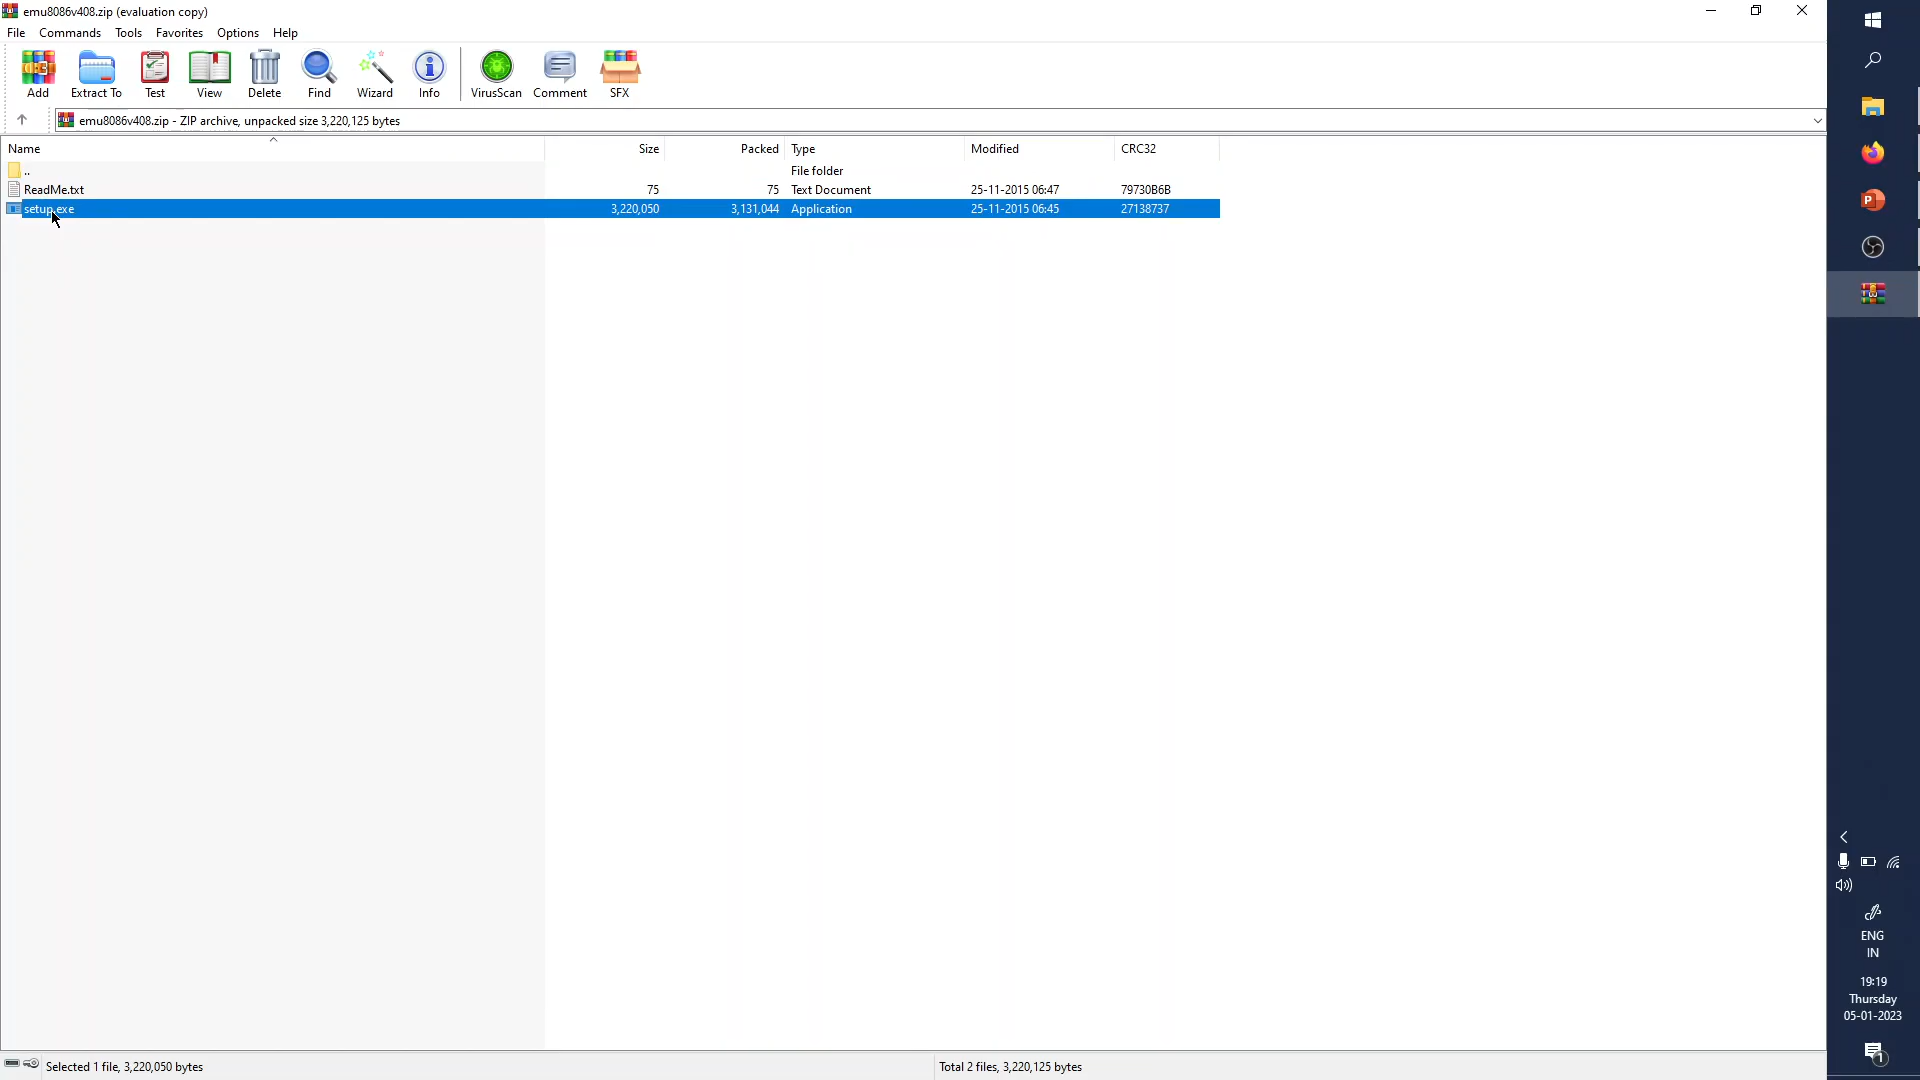 emu8086v408.zip (evaluation copy)
File Commands Tools Favorites Options Help
Add Extract To Test View Delete Find Wizard Info VirusScan Comment SFX
emu8086v408.zip - ZIP archive, unpacked size 3,220,125 bytes
Name Size Packed Type Modified CRC32
.. File folder
ReadMe.txt 75 75 Text Document 25-11-2015 06:47 79730B6B
setup.exe 3,220,050 3,131,044 Application 25-11-2015 06:45 27138737
ENG
IN
19:19
Thursday
05-01-2023
1
Selected 1 file, 3,220,050 bytes Total 2 files, 3,220,125 bytes